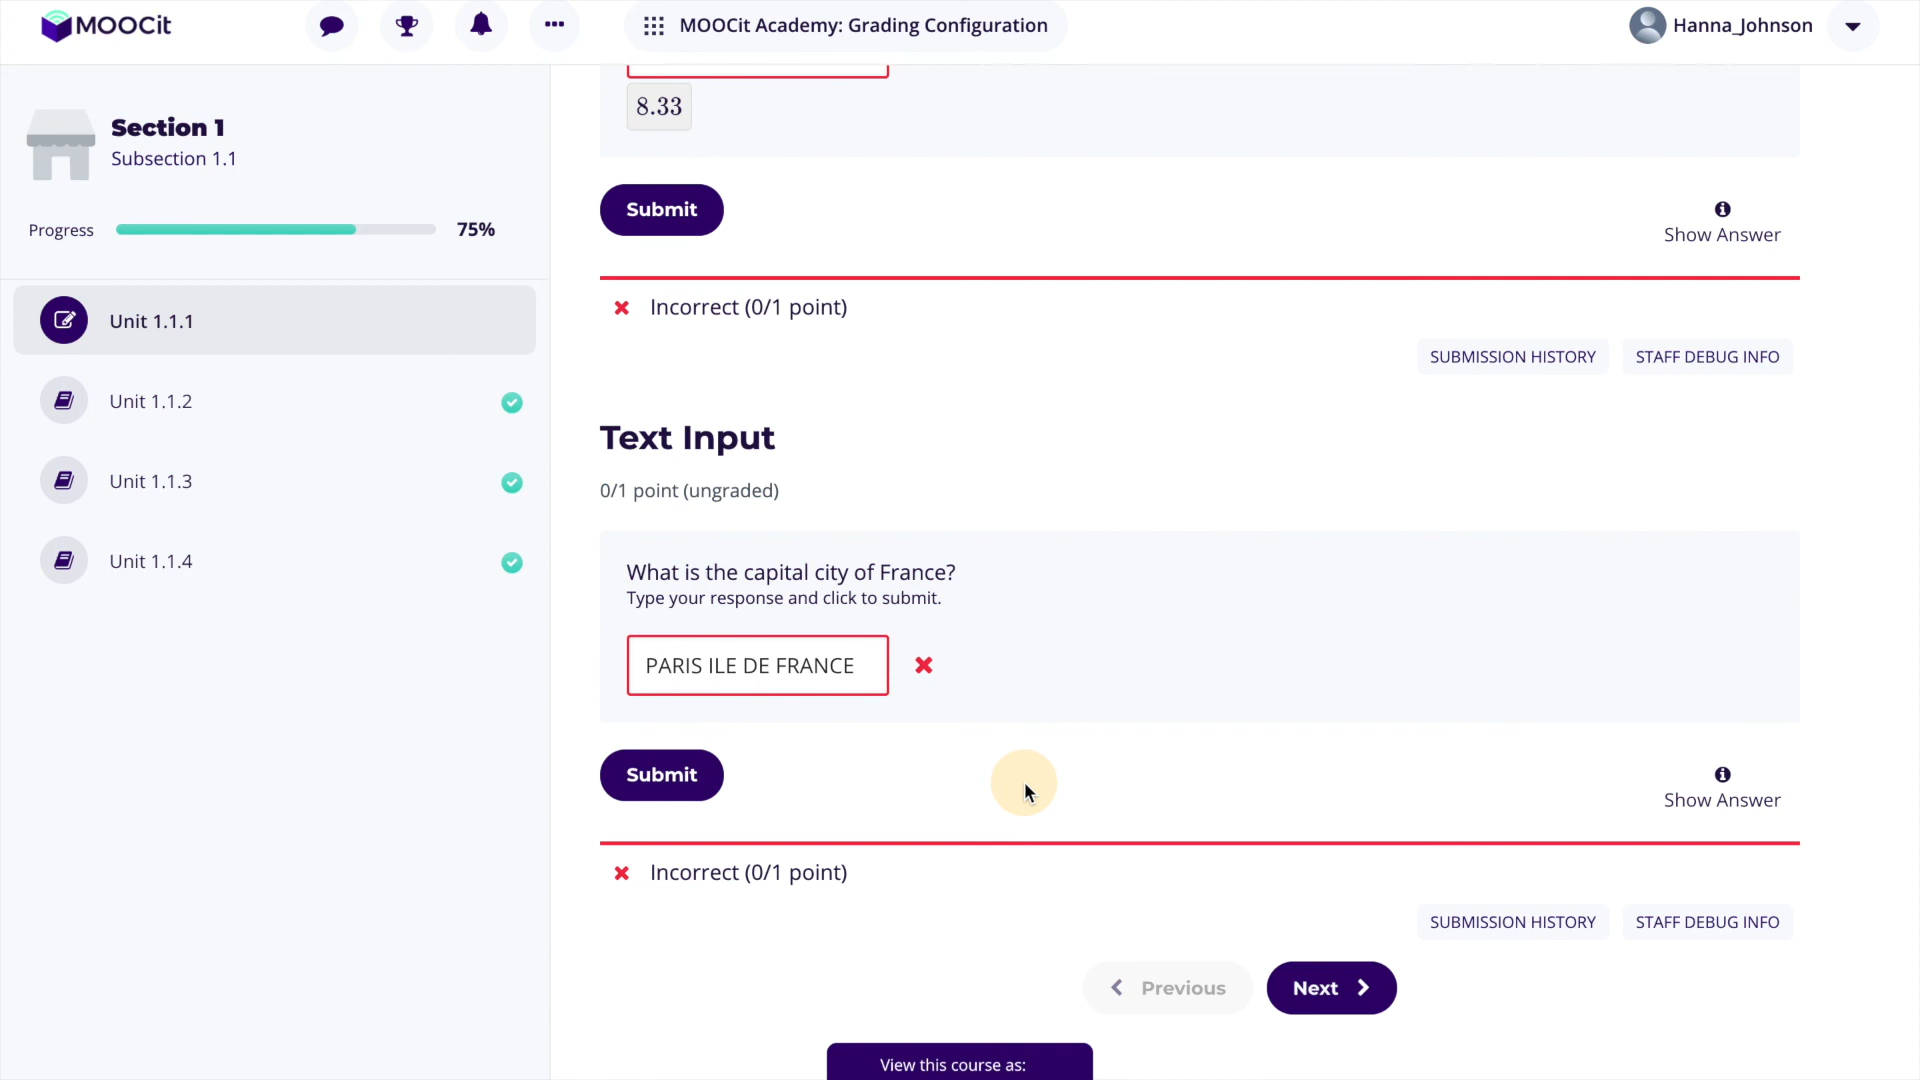 MOOCit
MOOCit Academy: Grading Configuration
Hanna_Johnson
Section 1
Subsection 1.1
Progress
75%
Unit 1.1.1
Unit 1.1.2
Unit 1.1.3
Unit 1.1.4
8.33
Submit
Show Answer
Incorrect (0/1 point)
SUBMISSION HISTORY
STAFF DEBUG INFO
Text Input
0/1 point (ungraded)
What is the capital city of France?
Type your response and click to submit.
PARIS ILE DE FRANCE
Submit
Show Answer
Incorrect (0/1 point)
SUBMISSION HISTORY
STAFF DEBUG INFO
Previous
Next
View this course as: